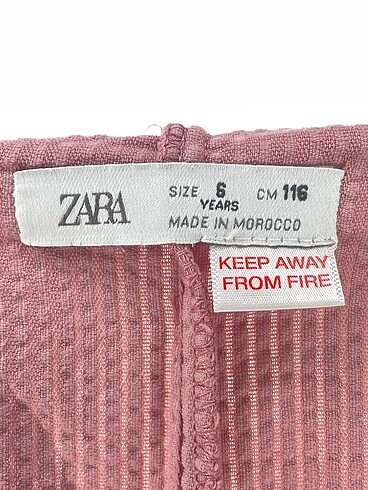 ZARA
SIZE 6 CM 116
YEARS
MADE IN MOROCCO
KEEP AWAY
FROM FIRE